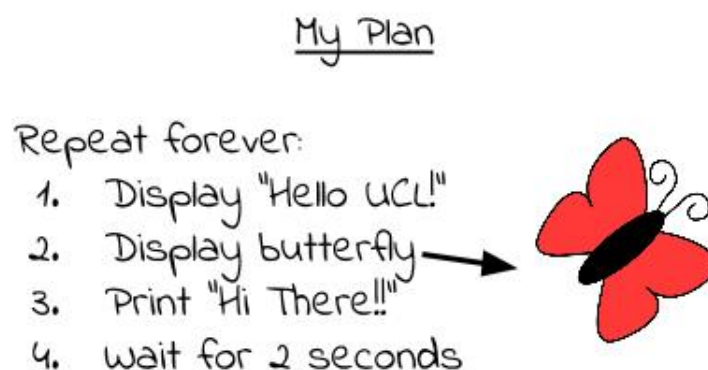 My Plan
Repeat forever:
1. Display "Hello UCL!"
2. Display butterfly
3. Print "Hi There!!"
4. Wait for 2 seconds